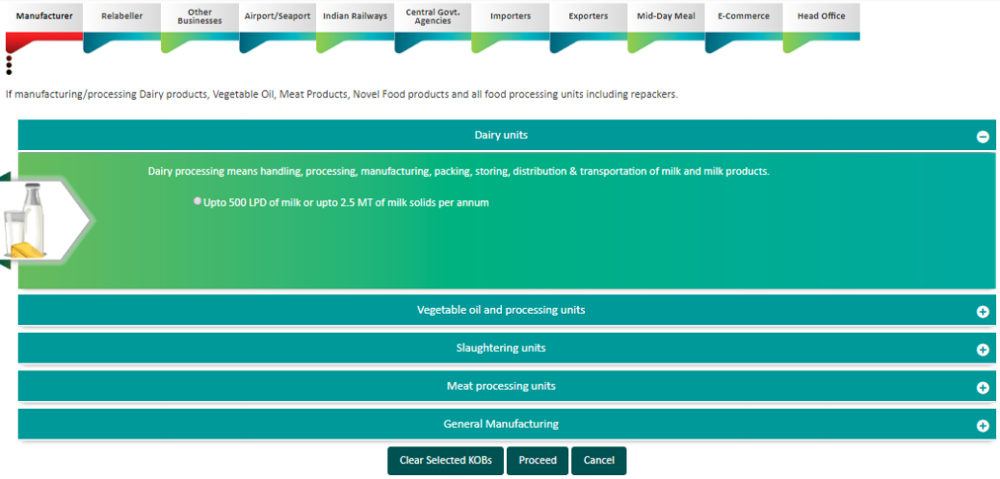 Manufacturer
Relabeller
Other
Businesses
Airport/Seaport
Indian Railways
Central Govt.
Agencies
Importers
Exporters
Mid-Day Meal
E-Commerce
Head Office
If manufacturing/processing Dairy products, Vegetable Oil, Meat Products, Novel Food products and all food processing units including repackers.
Dairy units
Dairy processing means handling, processing, manufacturing, packing, storing, distribution & transportation of milk and milk products.
Upto 500 LPD of milk or upto 2.5 MT of milk solids per annum
Vegetable oil and processing units
Slaughtering units
Meat processing units
General Manufacturing
Clear Selected KOBs
Proceed
Cancel